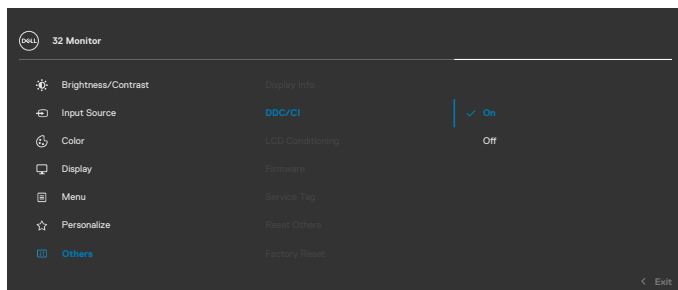 DELL
32 Monitor
Brightness/Contrast
Display Info
Input Source
DDC/CI
On
Color
LCD Conditioning
Off
Display
Firmware
Menu
Service Tag
Personalize
Reset Others
Others
Factory Reset
Exit